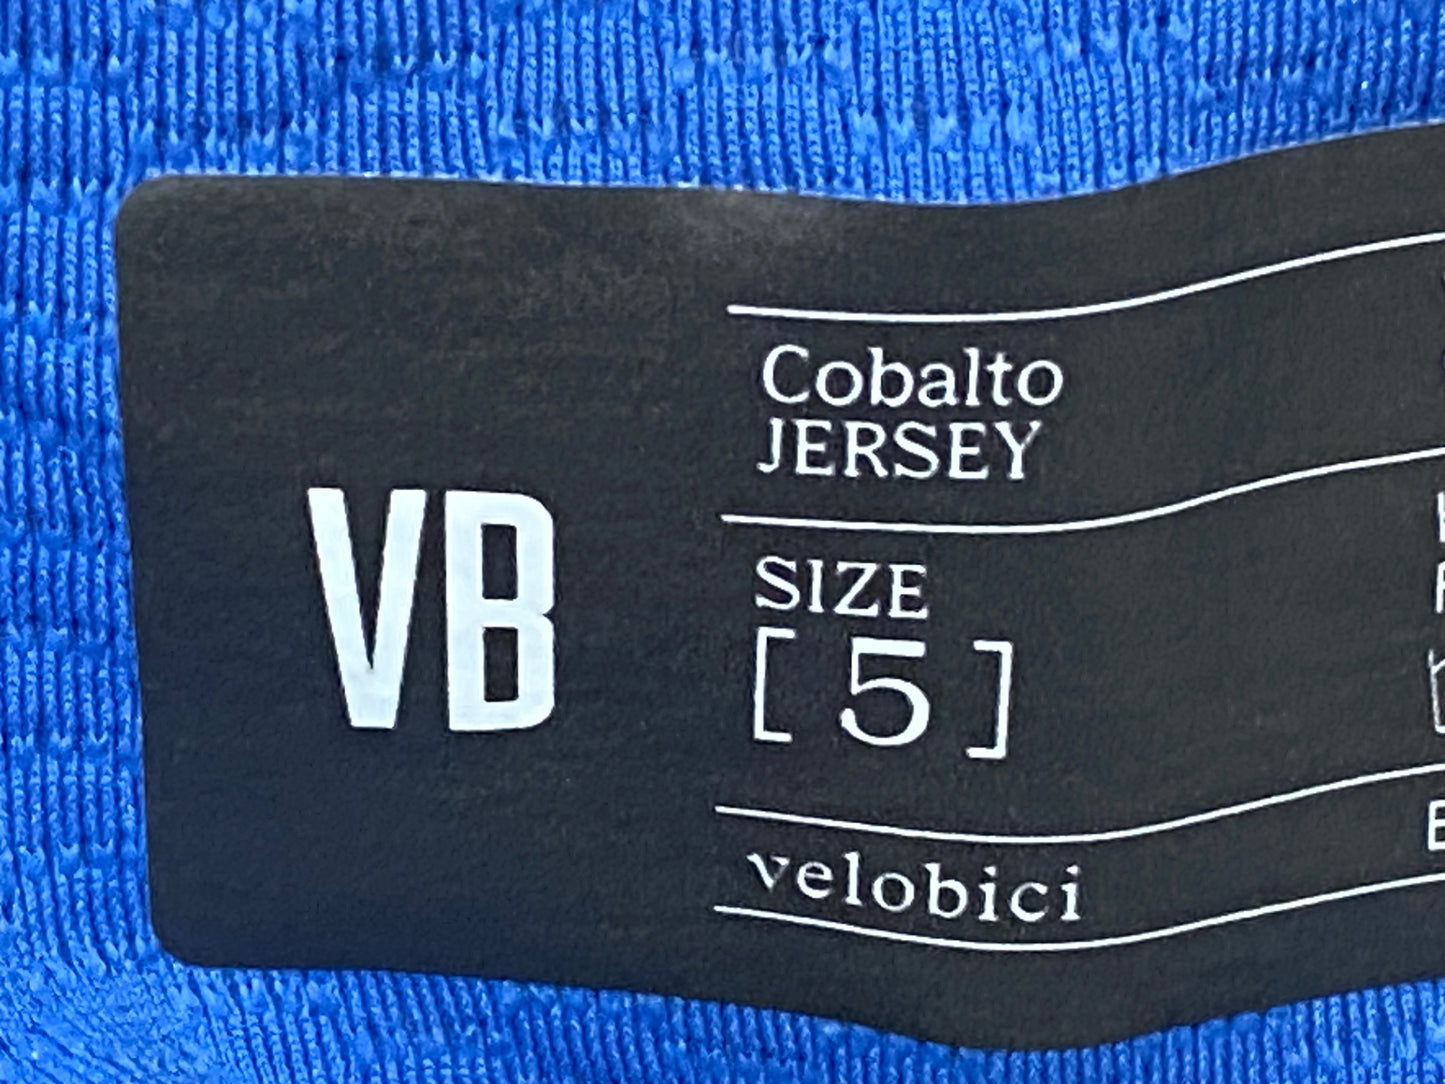 VB
Cobalto
JERSEY
SIZE
[ 5 ]
velobici